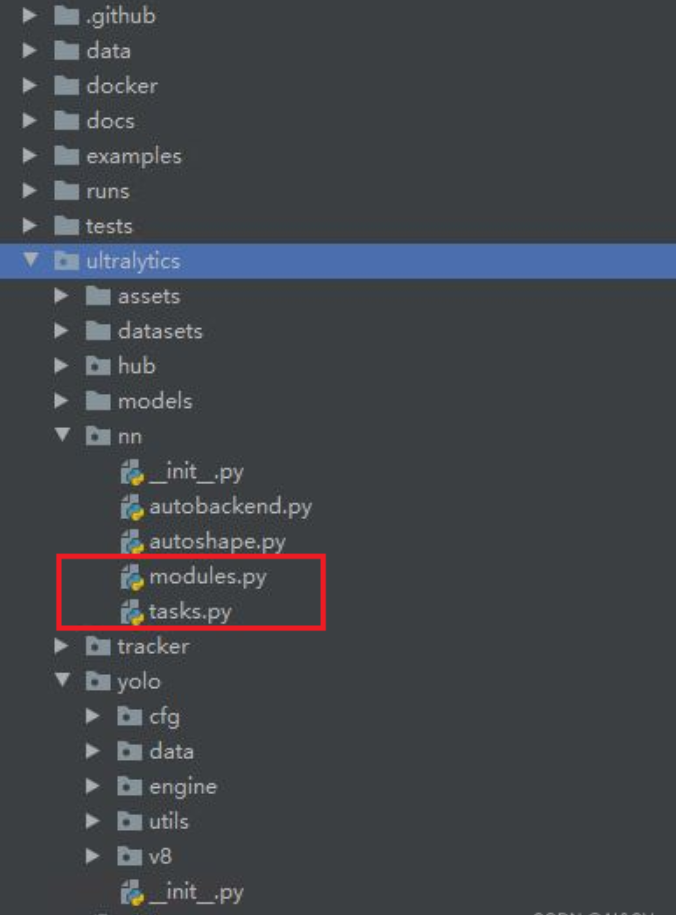 .github
data
docker
docs
examples
runs
tests
ultralytics
assets
datasets
hub
models
nn
__init__.py
autobackend.py
autoshape.py
modules.py
tasks.py
tracker
yolo
cfg
data
engine
utils
v8
__init__.py